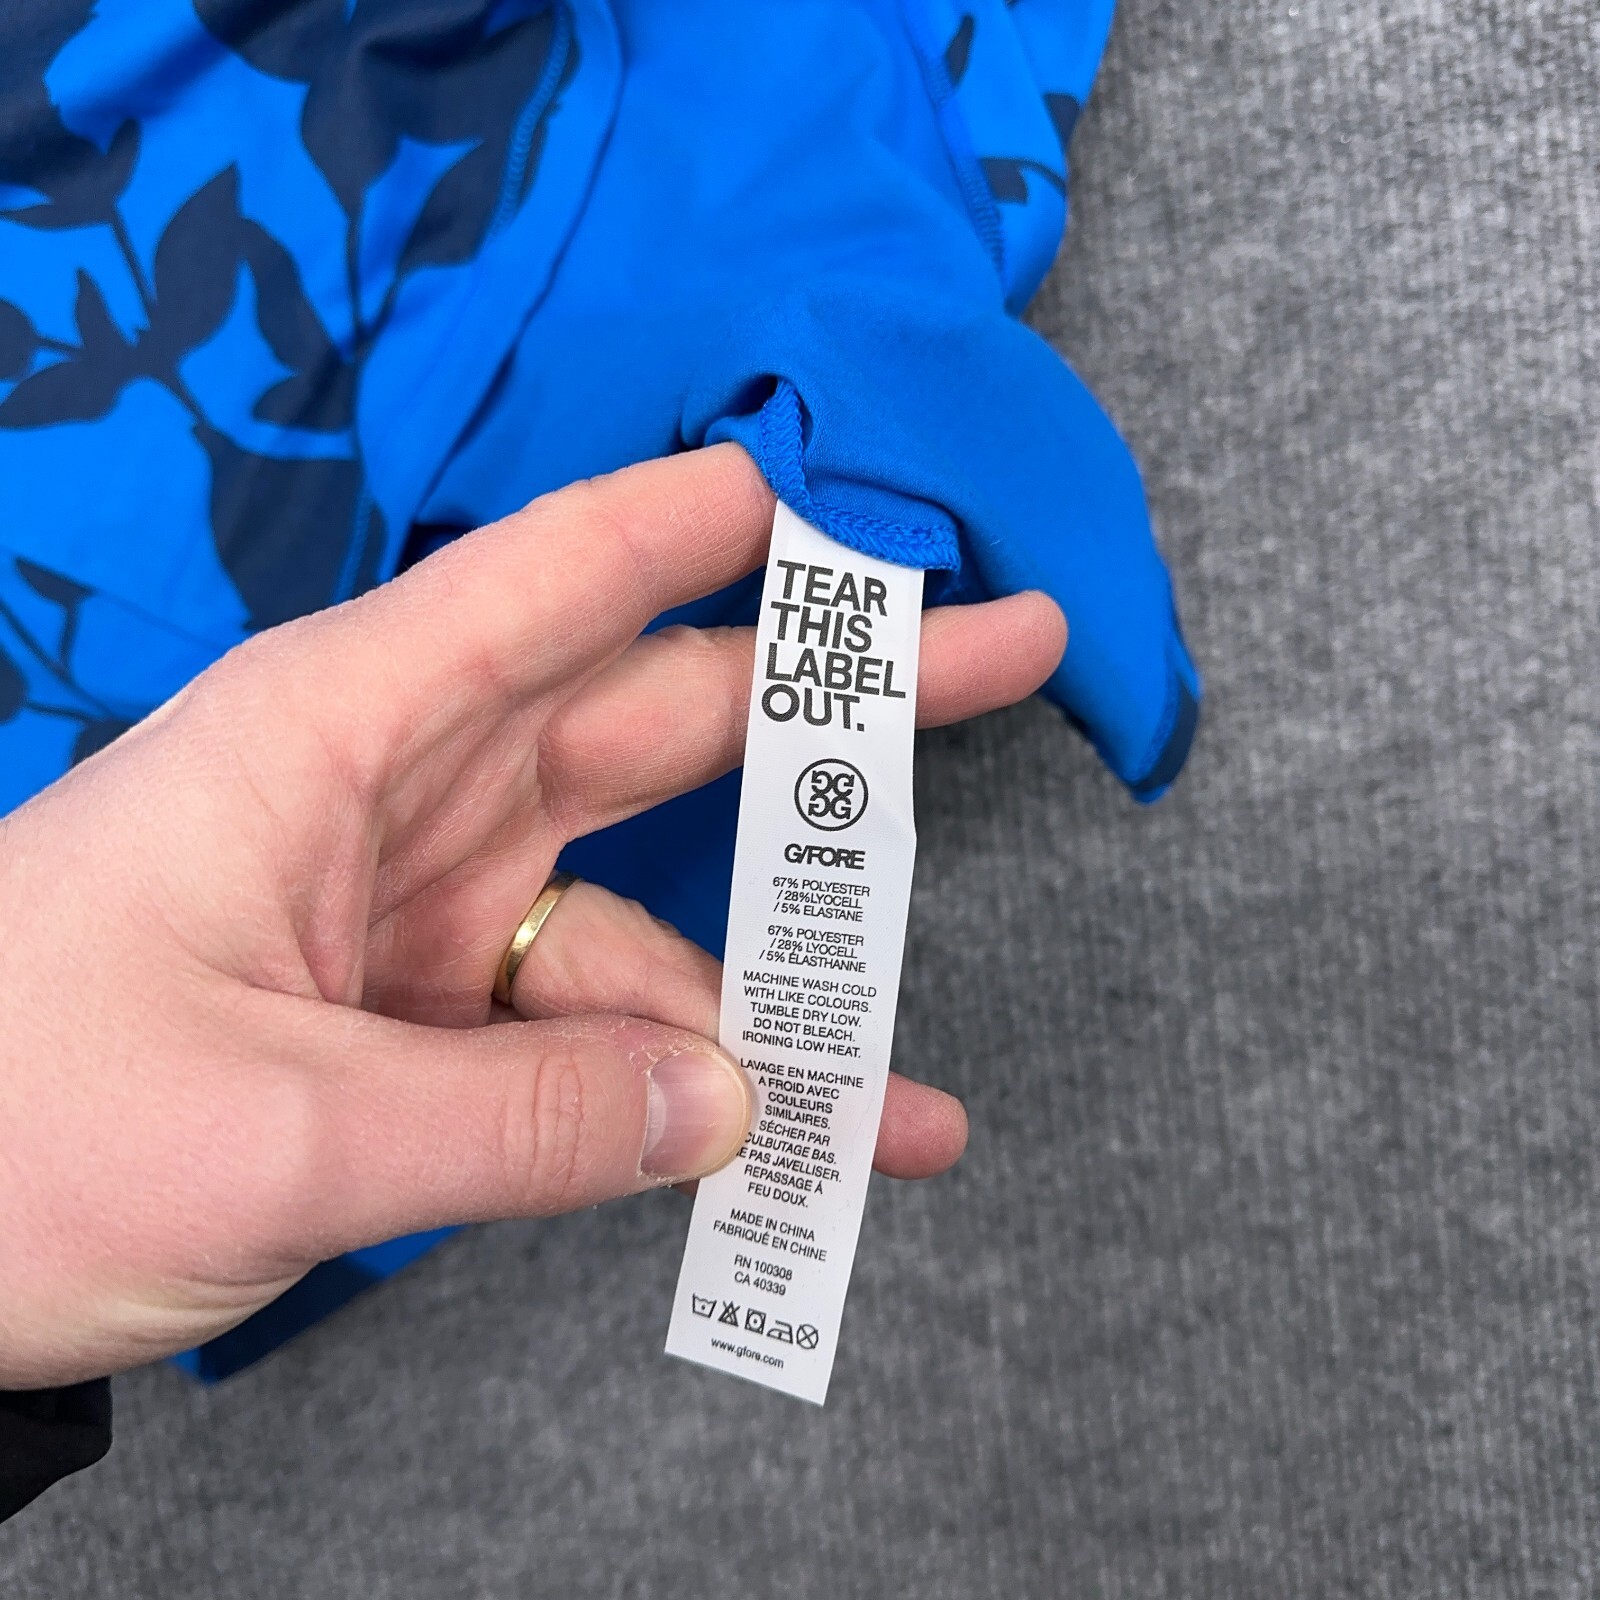 TEAR
THIS
LABEL
OUT.
GG
GG
G/FORE
67% POLYESTER
/ 28%LYOCELL
/ 5% ELASTANE
67% POLYESTER
/ 28% LYOCELL
/ 5% ÉLASTHANNE
MACHINE WASH COLD
WITH LIKE COLOURS.
TUMBLE DRY LOW.
DO NOT BLEACH.
IRONING LOW HEAT.
LAVAGE EN MACHINE
A FROID AVEC
COULEURS
SIMILAIRES.
SÉCHER PAR
CULBUTAGE BAS.
E PAS JAVELLISER.
REPASSAGE À
FEU DOUX.
MADE IN CHINA
FABRIQUÉ EN CHINE
RN 100308
CA 40339
www.gfore.com